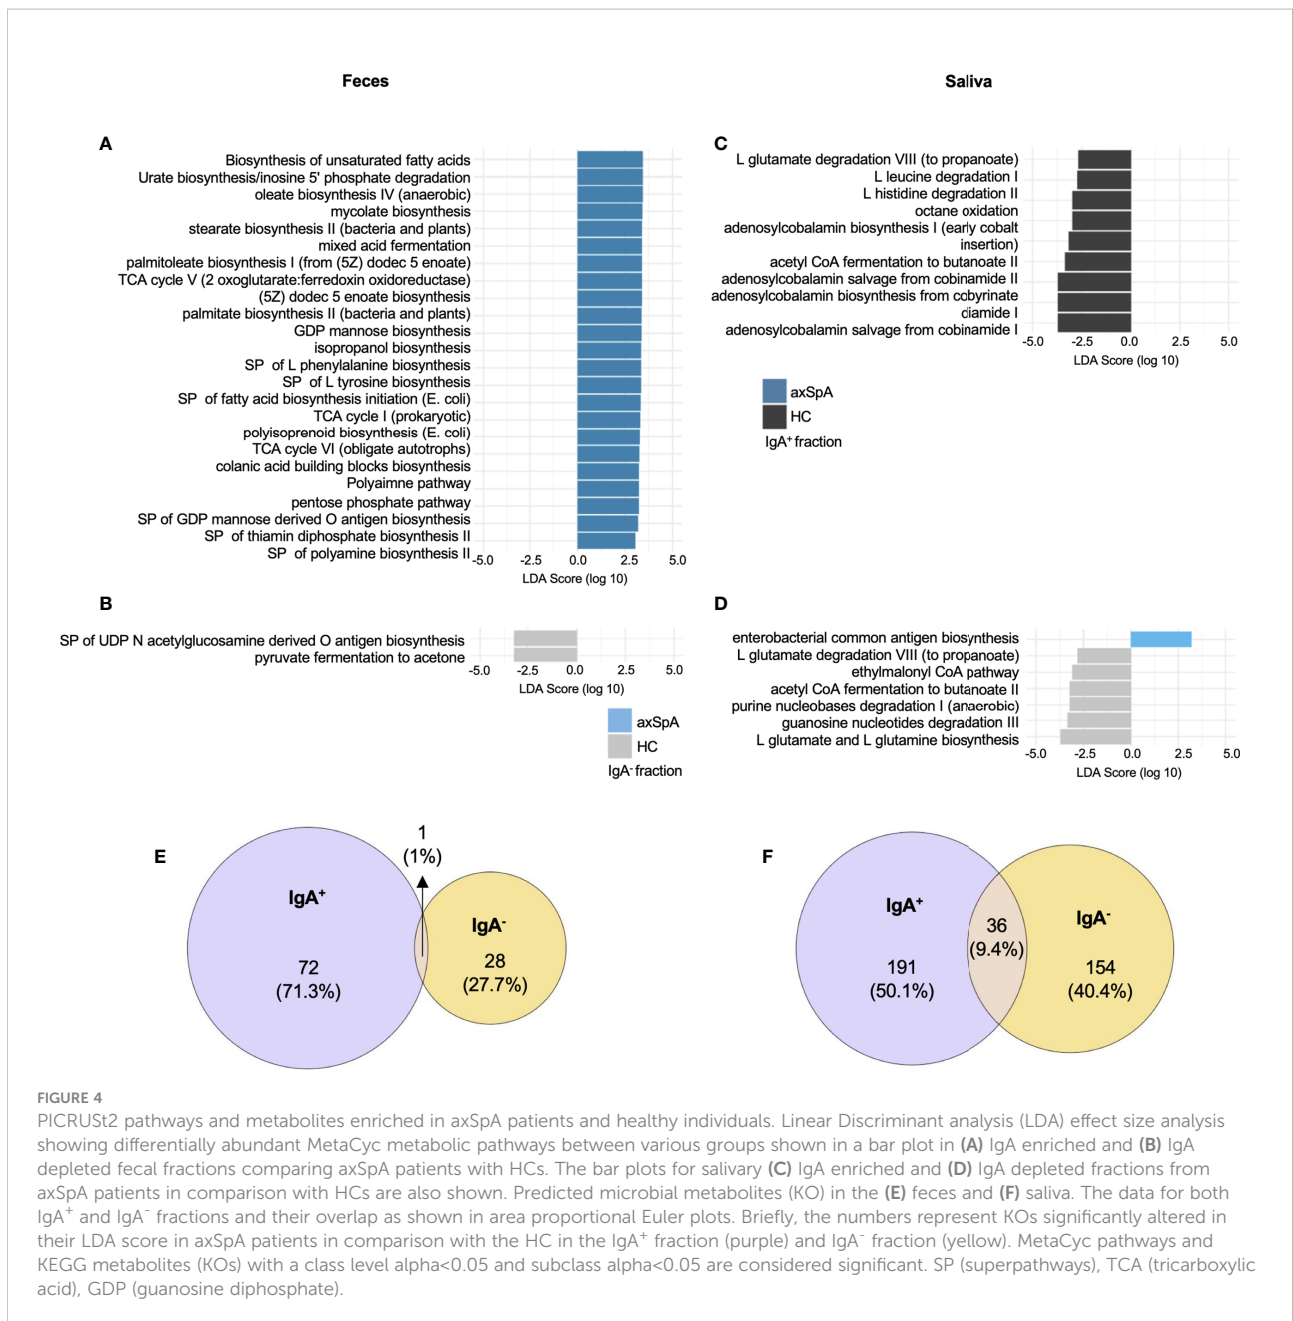 Feces
Saliva
A
Biosynthesis of unsaturated fatty acids
Urate biosynthesis/inosine 5' phosphate degradation
oleate biosynthesis IV (anaerobic)
mycolate biosynthesis
stearate biosynthesis II (bacteria and plants)
mixed acid fermentation
palmitoleate biosynthesis I (from (5Z) dodec 5 enoate)
TCA cycle V (2 oxoglutarate:ferredoxin oxidoreductase)
(5Z) dodec 5 enoate biosynthesis
palmitate biosynthesis II (bacteria and plants)
GDP mannose biosynthesis
isopropanol biosynthesis
SP of L phenylalanine biosynthesis
SP of L tyrosine biosynthesis
SP of fatty acid biosynthesis initiation (E. coli)
TCA cycle I (prokaryotic)
polyisoprenoid biosynthesis (E. coli)
TCA cycle VI (obligate autotrophs)
colanic acid building blocks biosynthesis
Polyaimne pathway
pentose phosphate pathway
SP of GDP mannose derived O antigen biosynthesis
SP of thiamin diphosphate biosynthesis II
SP of polyamine biosynthesis II
-5.0 -2.5 0.0 2.5 5.0
LDA Score (log 10)
C
L glutamate degradation VIII (to propanoate)
L leucine degradation I
L histidine degradation II
octane oxidation
adenosylcobalamin biosynthesis I (early cobalt
insertion)
acetyl CoA fermentation to butanoate II
adenosylcobalamin salvage from cobinamide II
adenosylcobalamin biosynthesis from cobyrinate
diamide I
adenosylcobalamin salvage from cobinamide I
-5.0 -2.5 0.0 2.5 5.0
LDA Score (log 10)
axSpA
HC
IgA+ fraction
B
SP of UDP N acetylglucosamine derived O antigen biosynthesis
pyruvate fermentation to acetone
-5.0 -2.5 0.0 2.5 5.0
LDA Score (log 10)
axSpA
HC
IgA- fraction
D
enterobacterial common antigen biosynthesis
L glutamate degradation VIII (to propanoate)
ethylmalonyl CoA pathway
acetyl CoA fermentation to butanoate II
purine nucleobases degradation I (anaerobic)
guanosine nucleotides degradation III
L glutamate and L glutamine biosynthesis
-5.0 -2.5 0.0 2.5 5.0
LDA Score (log 10)
E
1
(1%)
IgA+
72
(71.3%)
IgA-
28
(27.7%)
F
IgA+
191
(50.1%)
36
(9.4%)
IgA-
154
(40.4%)
FIGURE 4
PICRUSt2 pathways and metabolites enriched in axSpA patients and healthy individuals. Linear Discriminant analysis (LDA) effect size analysis
showing differentially abundant MetaCyc metabolic pathways between various groups shown in a bar plot in (A) IgA enriched and (B) IgA
depleted fecal fractions comparing axSpA patients with HCs. The bar plots for salivary (C) IgA enriched and (D) IgA depleted fractions from
axSpA patients in comparison with HCs are also shown. Predicted microbial metabolites (KO) in the (E) feces and (F) saliva. The data for both
IgA+ and IgA- fractions and their overlap as shown in area proportional Euler plots. Briefly, the numbers represent KOs significantly altered in
their LDA score in axSpA patients in comparison with the HC in the IgA+ fraction (purple) and IgA- fraction (yellow). MetaCyc pathways and
KEGG metabolites (KOs) with a class level alpha<0.05 and subclass alpha<0.05 are considered significant. SP (superpathways), TCA (tricarboxylic
acid), GDP (guanosine diphosphate).